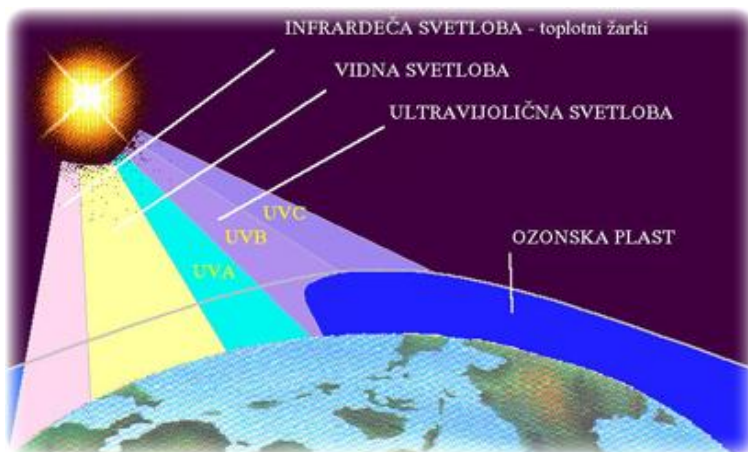 INFRARDEČA SVETLOBA - toplotni žarki
VIDNA SVETLOBA
ULTRAVIJOLIČNA SVETLOBA
UVC
UVB
OZONSKA PLAST
UVA